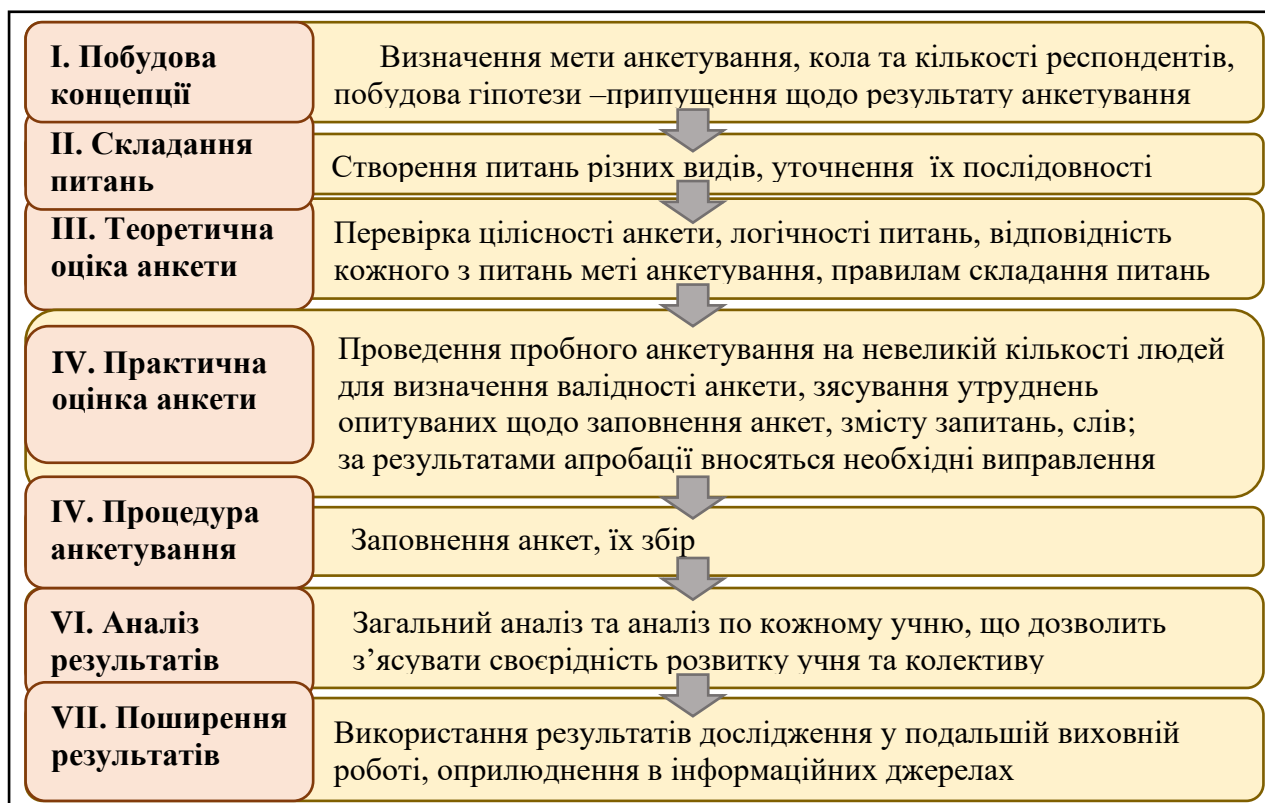 І. Побудова
концепції
Визначення мети анкетування, кола та кількості респондентів,
побудова гіпотези –припущення щодо результату анкетування
ІІ. Складання
питань
Створення питань різних видів, уточнення їх послідовності
ІІІ. Теоретична
оціка анкети
Перевірка цілісності анкети, логічності питань, відповідність
кожного з питань меті анкетування, правилам складання питань
IV. Практична
оцінка анкети
Проведення пробного анкетування на невеликій кількості людей
для визначення валідності анкети, зясування утруднень
опитуваних щодо заповнення анкет, змісту запитань, слів;
за результатами апробації вносяться необхідні виправлення
IV. Процедура
анкетування
Заповнення анкет, їх збір
VI. Аналіз
результатів
Загальний аналіз та аналіз по кожному учню, що дозволить
з’ясувати своєрідність розвитку учня та колективу
VII. Поширення
результатів
Використання результатів дослідження у подальшій виховній
роботі, оприлюднення в інформаційних джерелах